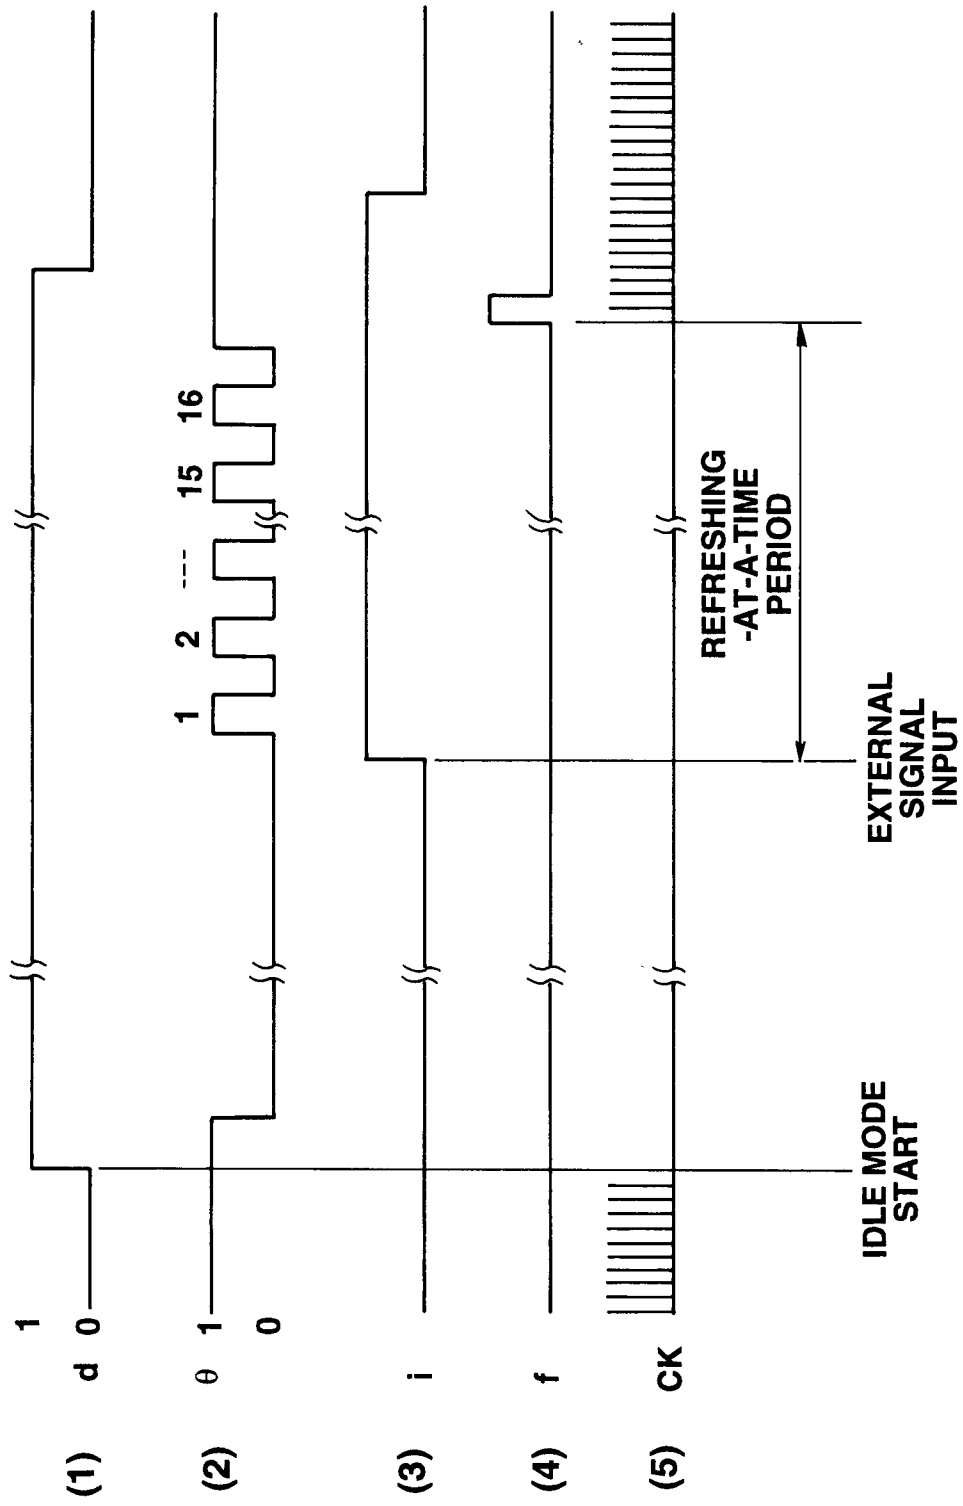 (1) d 1
0
(2) θ 1
0
1 2 --- 15 16
(3) i
(4) f
(5) CK
REFRESHING
-AT-A-TIME
PERIOD
IDLE MODE
START
EXTERNAL
SIGNAL
INPUT